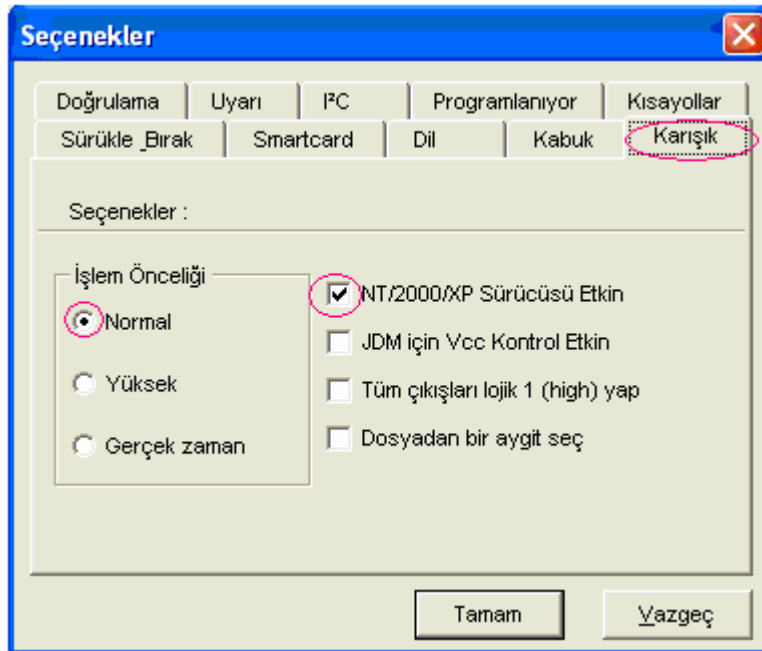 Seçenekler
Doğrulama Uyarı I²C Programlanıyor Kısayollar
Sürükle_Bırak Smartcard Dil Kabuk Karışık
Seçenekler :
İşlem Önceliği
Normal
Yüksek
Gerçek zaman
NT/2000/XP Sürücüsü Etkin
JDM için Vcc Kontrol Etkin
Tüm çıkışları lojik 1 (high) yap
Dosyadan bir aygit seç
Tamam Vazgeç